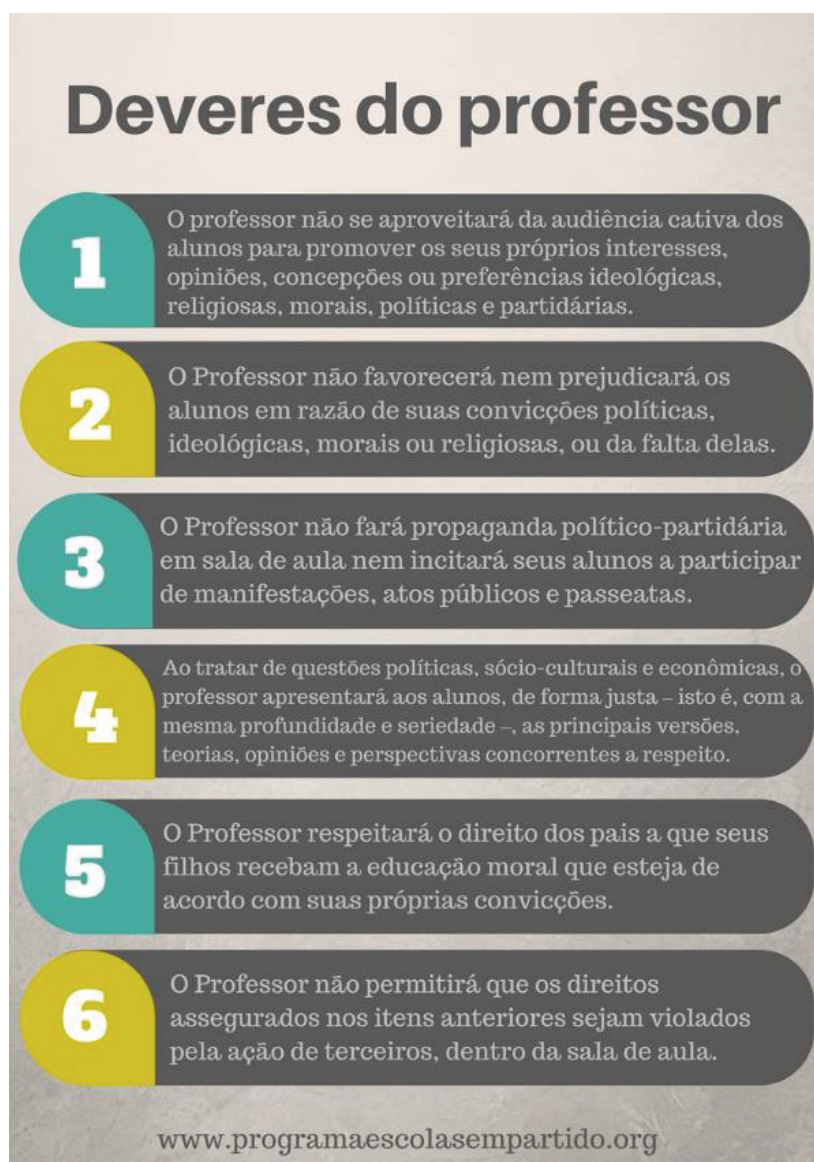 Deveres do professor
1
O professor não se aproveitará da audiência cativa dos
alunos para promover os seus próprios interesses,
opiniões, concepções ou preferências ideológicas,
religiosas, morais, políticas e partidárias.
2
O Professor não favorecerá nem prejudicará os
alunos em razão de suas convicções políticas,
ideológicas, morais ou religiosas, ou da falta delas.
3
O Professor não fará propaganda político-partidária
em sala de aula nem incitará seus alunos a participar
de manifestações, atos públicos e passeatas.
4
Ao tratar de questões políticas, sócio-culturais e econômicas, o
professor apresentará aos alunos, de forma justa – isto é, com a
mesma profundidade e seriedade –, as principais versões,
teorias, opiniões e perspectivas concorrentes a respeito.
5
O Professor respeitará o direito dos pais a que seus
filhos recebam a educação moral que esteja de
acordo com suas próprias convicções.
6
O Professor não permitirá que os direitos
assegurados nos itens anteriores sejam violados
pela ação de terceiros, dentro da sala de aula.
www.programaescolasempartido.org